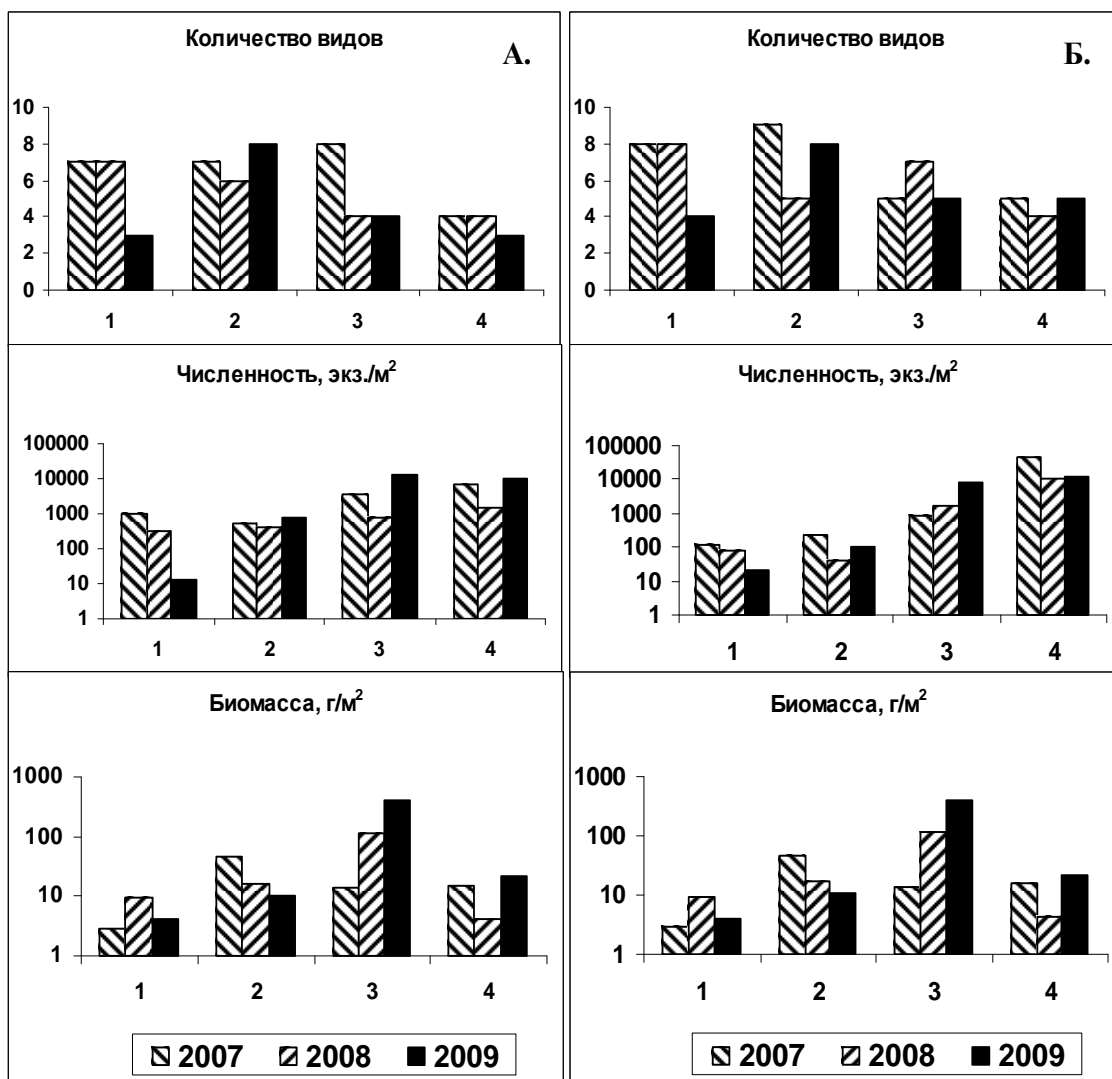 Количество видов
А.
10
8
6
4
2
0
1 2 3 4
Численность, экз./м²
100000
10000
1000
100
10
1
1 2 3 4
Биомасса, г/м²
1000
100
10
1
1 2 3 4
2007 2008 2009
Количество видов
Б.
10
8
6
4
2
0
1 2 3 4
Численность, экз./м²
100000
10000
1000
100
10
1
1 2 3 4
Биомасса, г/м²
1000
100
10
1
1 2 3 4
2007 2008 2009